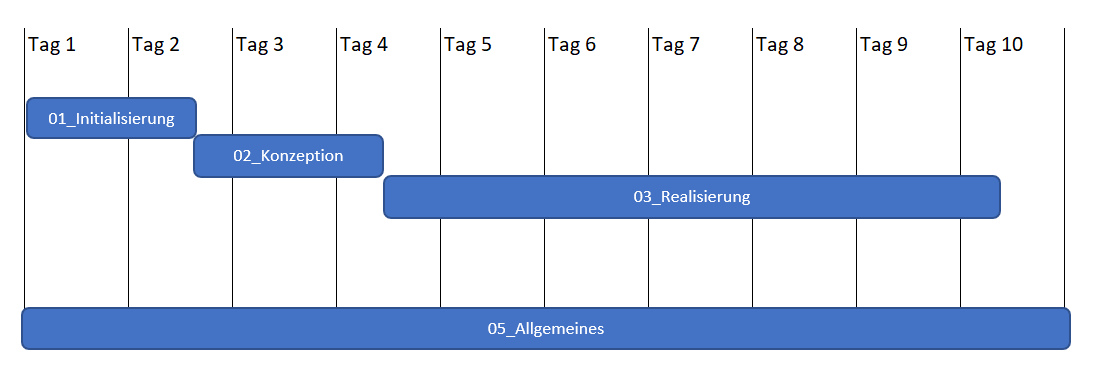 Tag 1 Tag 2 Tag 3 Tag 4 Tag 5 Tag 6 Tag 7 Tag 8 Tag 9 Tag 10
01_Initialisierung
02_Konzeption
03_Realisierung
05_Allgemeines